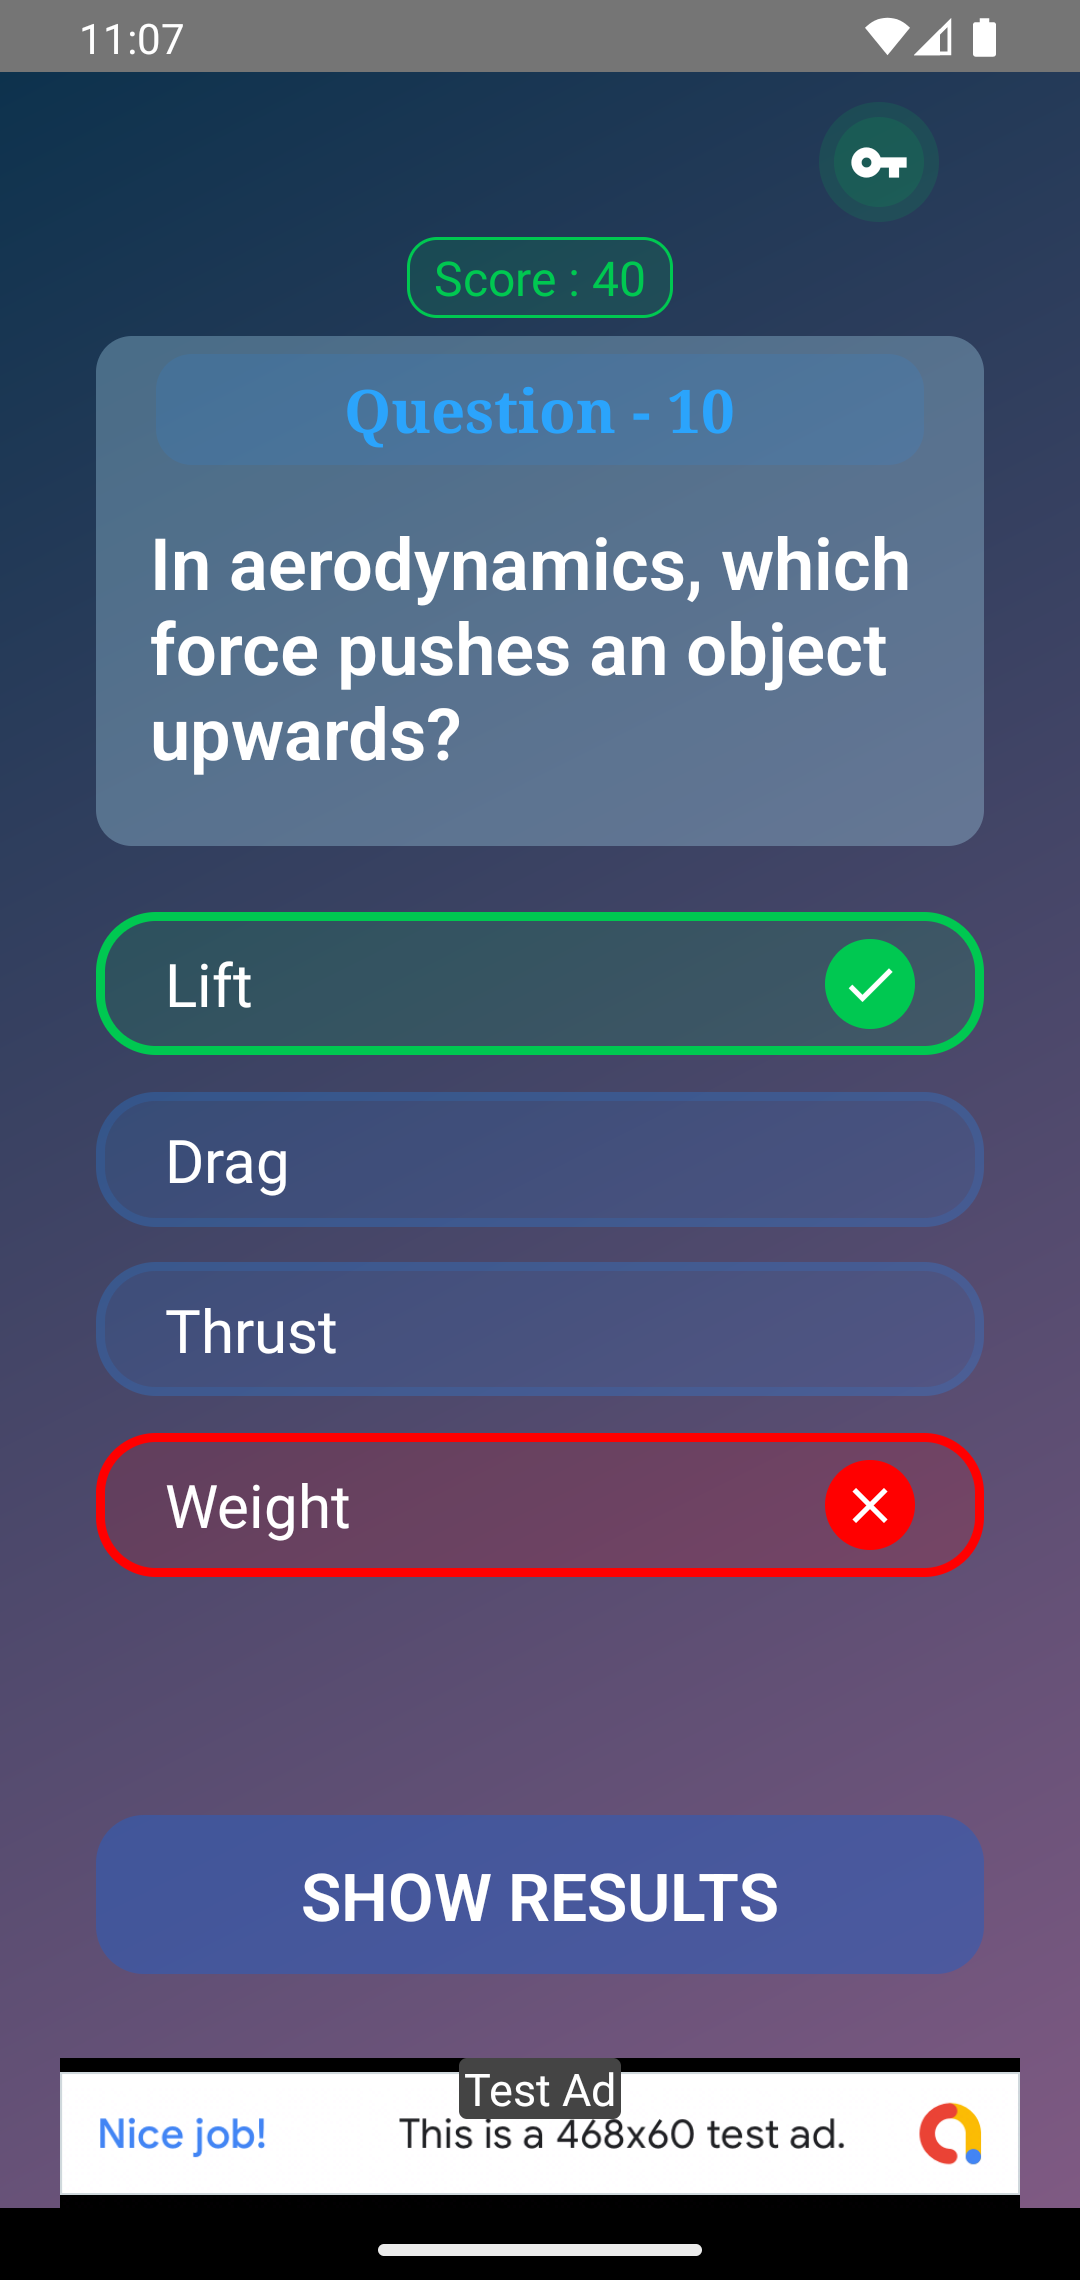 11:07
Score : 40
Question - 10
In aerodynamics, which
force pushes an object
upwards?
Lift
Drag
Thrust
Weight
SHOW RESULTS
Test Ad
Nice job!
This is a 468x60 test ad.